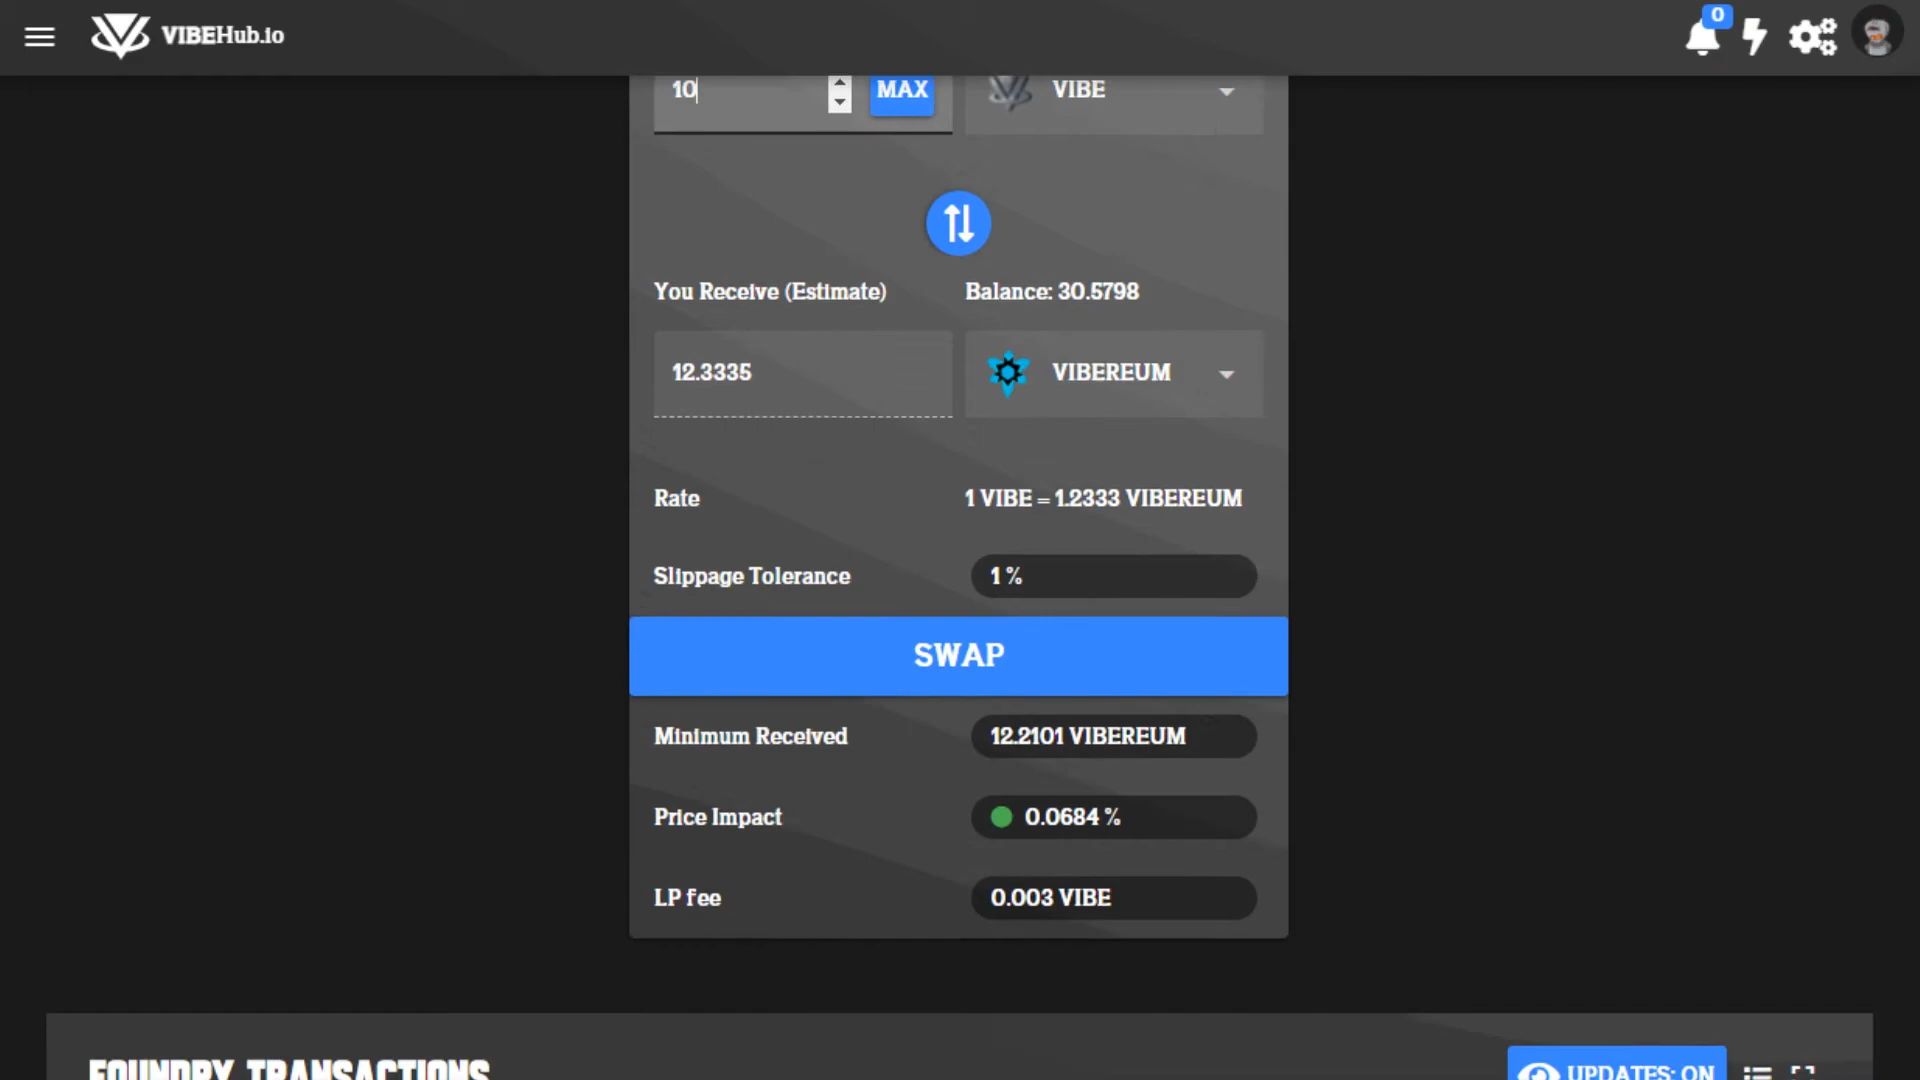 VIBEHub.io
0
10
MAX
VIBE
You Receive (Estimate)
Balance: 30.5798
12.3335
VIBEREUM
Rate
1 VIBE = 1.2333 VIBEREUM
Slippage Tolerance
1 %
SWAP
Minimum Received
12.2101 VIBEREUM
Price Impact
0.0684 %
LP fee
0.003 VIBE
FOUNDRY TRANSACTIONS
UPDATES: ON